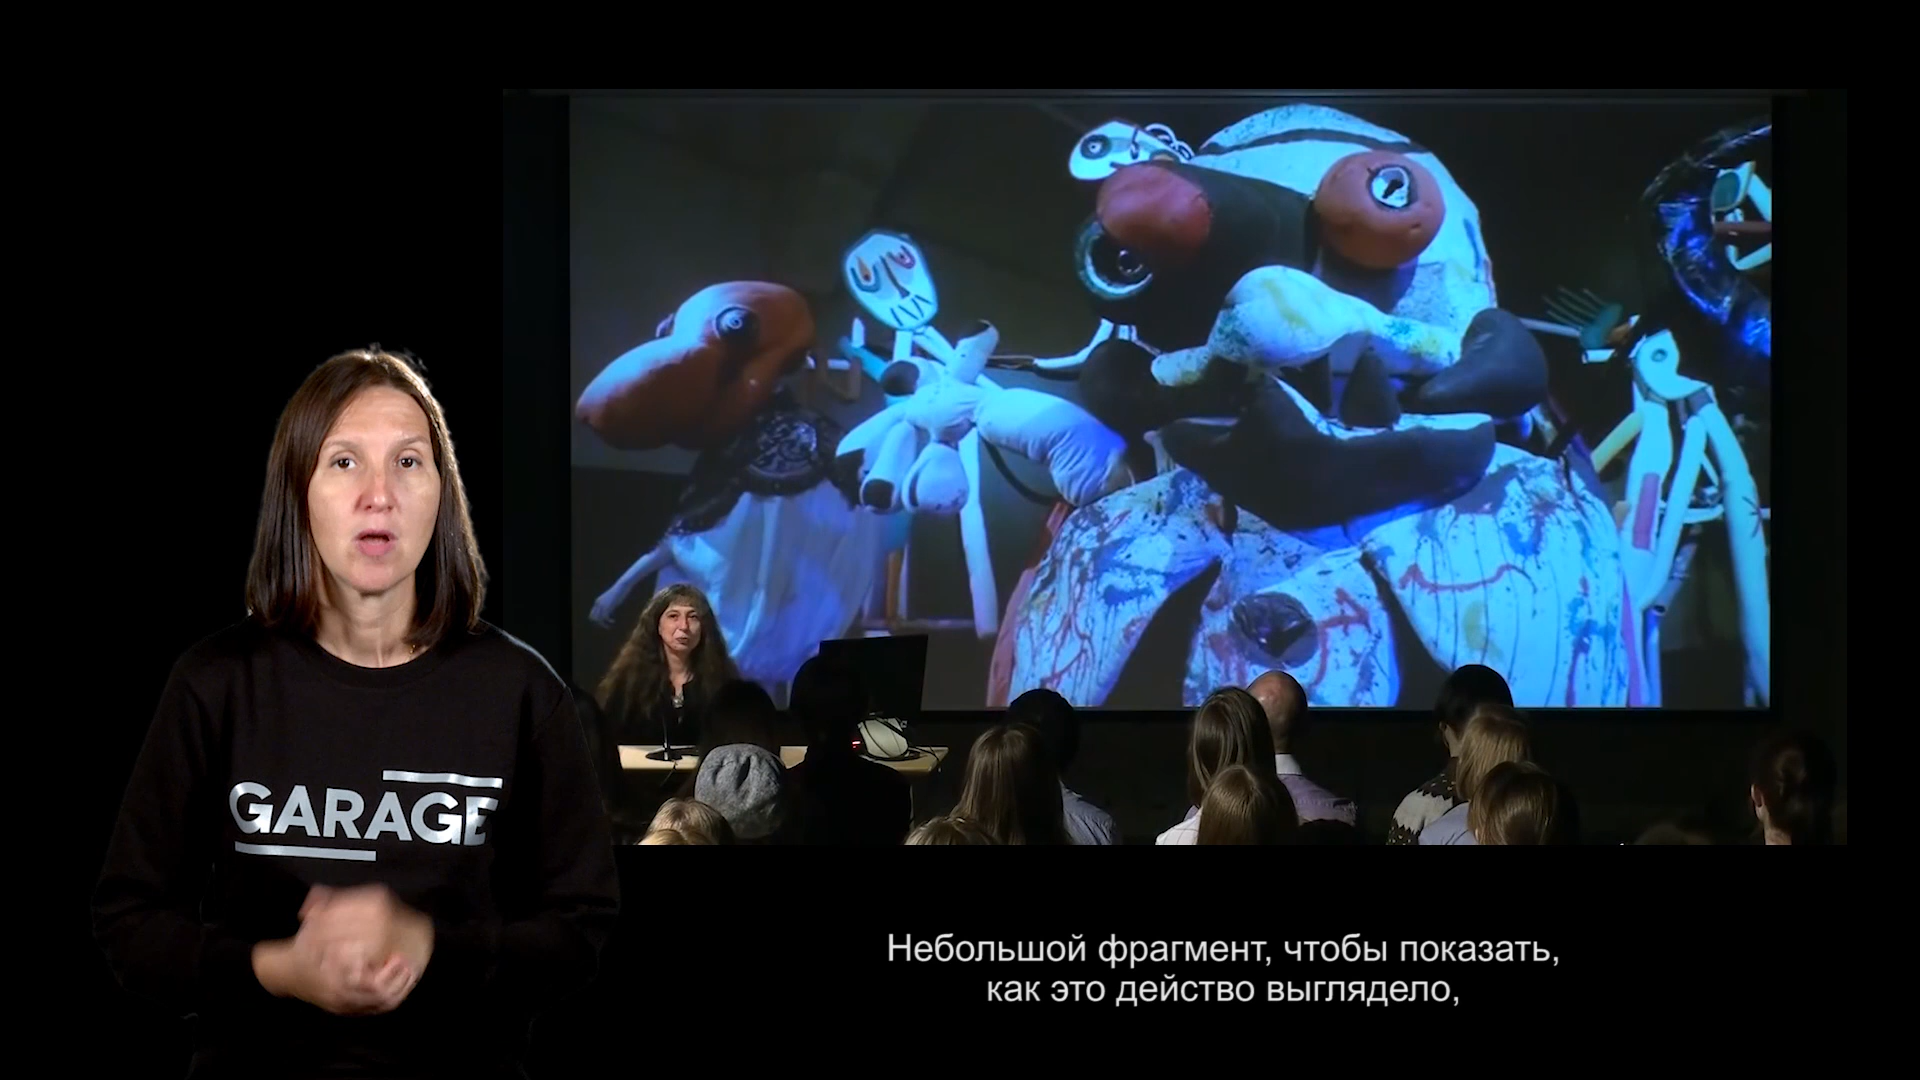 GARAGE
Небольшой фрагмент, чтобы показать,
как это действо выглядело,